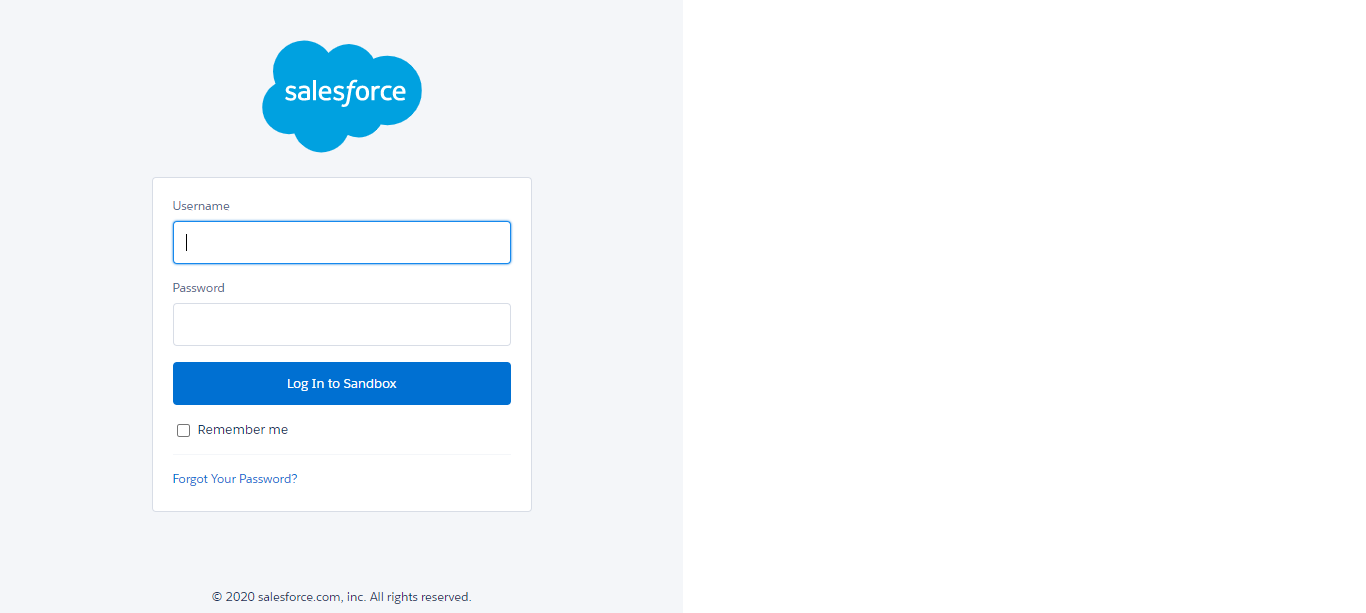 salesforce
Username
Password
Log In to Sandbox
Remember me
Forgot Your Password?
© 2020 salesforce.com, inc. All rights reserved.